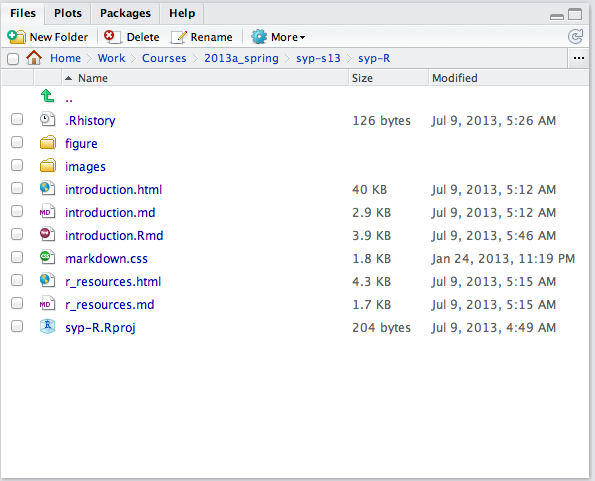 Files Plots Packages Help
New Folder Delete Rename More
Home Work Courses 2013a_spring syp-s13 syp-R ...
Name Size Modified
..
.Rhistory 126 bytes Jul 9, 2013, 5:26 AM
figure
images
introduction.html 40 KB Jul 9, 2013, 5:12 AM
introduction.md 2.9 KB Jul 9, 2013, 5:12 AM
introduction.Rmd 3.9 KB Jul 9, 2013, 5:46 AM
markdown.css 1.8 KB Jan 24, 2013, 11:19 PM
r_resources.html 4.3 KB Jul 9, 2013, 5:15 AM
MD r_resources.md 1.7 KB Jul 9, 2013, 5:15 AM
syp-R.Rproj 204 bytes Jul 9, 2013, 4:49 AM